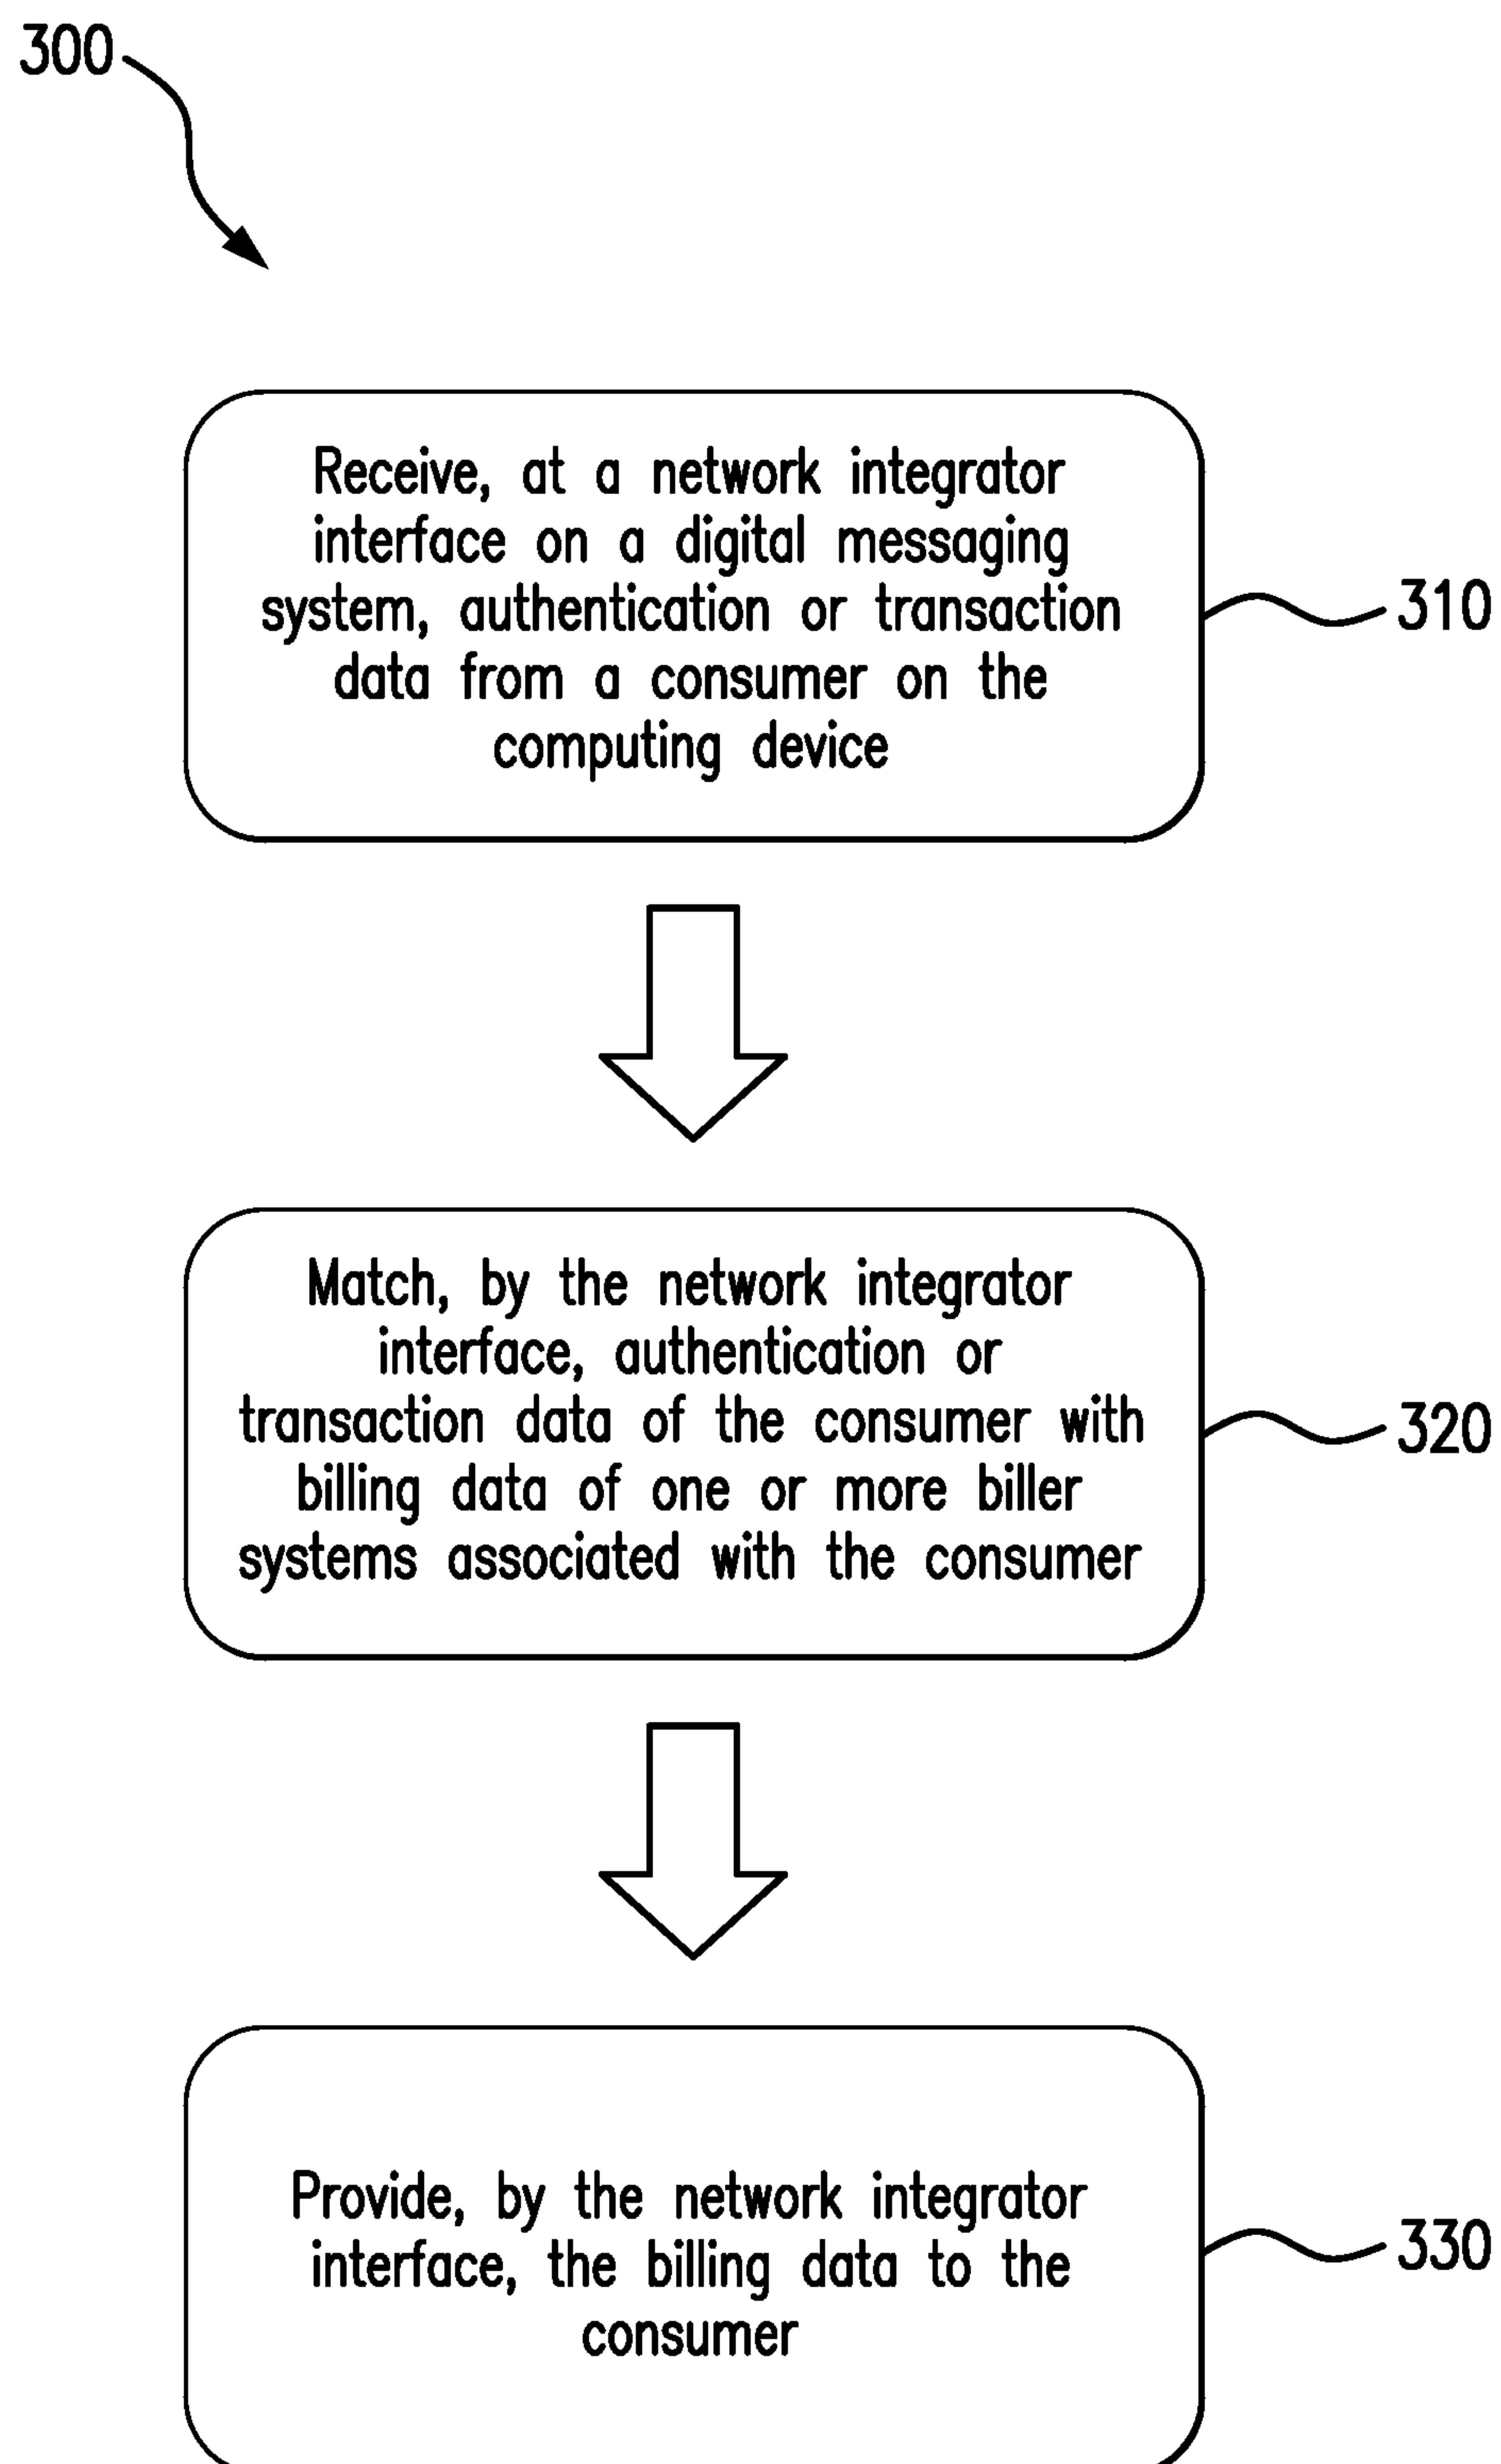 300
Receive, at a network integrator
interface on a digital messaging
system, authentication or transaction
data from a consumer on the
computing device
310
Match, by the network integrator
interface, authentication or
transaction data of the consumer with
billing data of one or more biller
systems associated with the consumer
320
Provide, by the network integrator
interface, the billing data to the
consumer
330